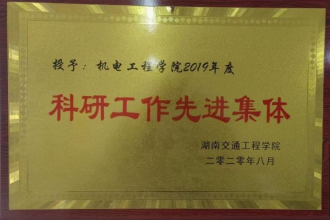 授予：机电工程学院2019年度
科研工作先进集体
湖南交通工程学院
二零二零年八月